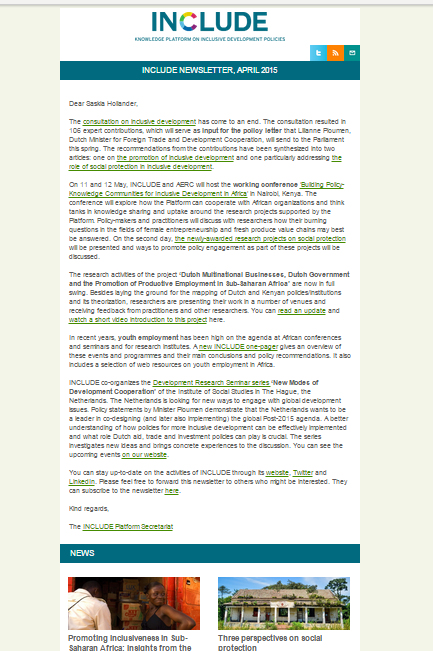 INCLUDE
KNOWLEDGE PLATFORM ON INCLUSIVE DEVELOPMENT POLICIES
INCLUDE NEWSLETTER, APRIL 2015
Dear Saskia Hollander,
The consultation on inclusive development has come to an end. The consultation resulted in
106 expert contributions, which will serve as input for the policy letter that Lilianne Ploumen,
Dutch Minister for Foreign Trade and Development Cooperation, will send to the Parliament
this spring. The recommendations from the contributions have been synthesized into two
articles: one on the promotion of inclusive development and one particularly addressing the
role of social protection in inclusive development.
On 11 and 12 May, INCLUDE and AERC will host the working conference 'Building Policy-
Knowledge Communities for Inclusive Development in Africa' in Nairobi, Kenya. The
conference will explore how the Platform can cooperate with African organizations and think
tanks in knowledge sharing and uptake around the research projects supported by the
Platform. Policy-makers and practitioners will discuss with researchers how their burning
questions in the fields of female entrepreneurship and fresh produce value chains may best
be answered. On the second day, the newly-awarded research projects on social protection
will be presented and ways to promote policy engagement as part of these projects will be
discussed.
The research activities of the project 'Dutch Multinational Businesses, Dutch Government
and the Promotion of Productive Employment in Sub-Saharan Africa' are now in full
swing. Besides laying the ground for the mapping of Dutch and Kenyan policies/institutions
and its theorization, researchers are presenting their work in a number of venues and
receiving feedback from practitioners and other researchers. You can read an update and
watch a short video introduction to this project here.
In recent years, youth employment has been high on the agenda at African conferences
and seminars and for research institutes. A new INCLUDE one-pager gives an overview of
these events and programmes and their main conclusions and policy recommendations. It also
includes a selection of web resources on youth employment in Africa.
INCLUDE co-organizes the Development Research Seminar series 'New Modes of
Development Cooperation' of the Institute of Social Studies in The Hague, the
Netherlands. The Netherlands is looking for new ways to engage with global development
issues. Policy statements by Minister Ploumen demonstrate that the Netherlands wants to be
a leader in co-designing (and later also implementing) the global Post-2015 agenda. A better
understanding of how policies for more inclusive development can be effectively implemented
and what role Dutch aid, trade and investment policies can play is crucial. The series
investigates new ideas and brings concrete experiences to the discussion. You can see the
upcoming events on our website.
You can stay up-to-date on the activities of INCLUDE through its website, Twitter and
LinkedIn. Please feel free to forward this newsletter to others who might be interested. They
can subscribe to the newsletter here.
Kind regards,
The INCLUDE Platform Secretariat
NEWS
Promoting Inclusiveness in Sub-
Saharan Africa: Insights from the
Three perspectives on social
protection